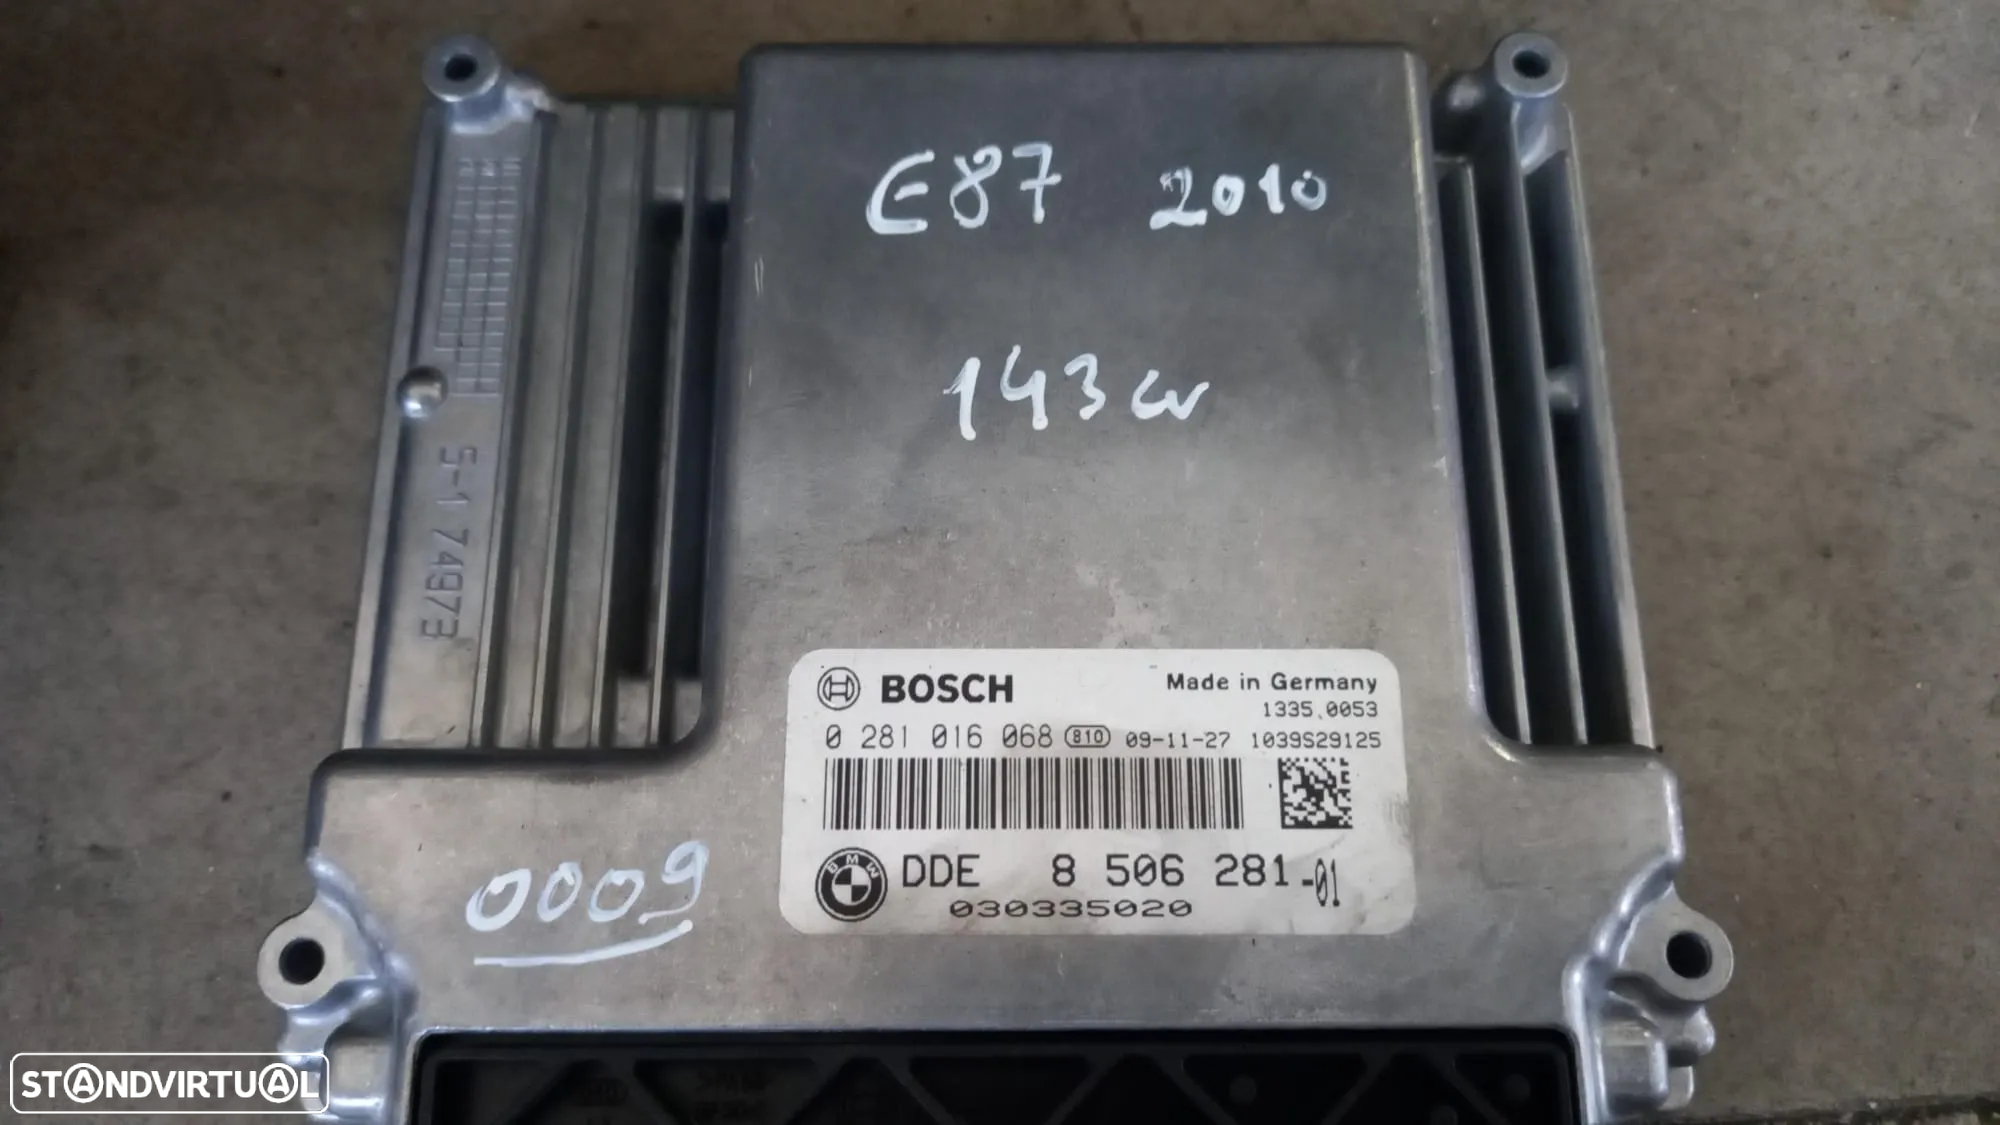 E87 2010
143cv
S-1 74973
BOSCH
Made in Germany
1335.0053
0 281 016 068 810 09-11-27 1039S29125
BMW
DDE 8 506 281-01
030335020
0009
STANDVIRTUAL